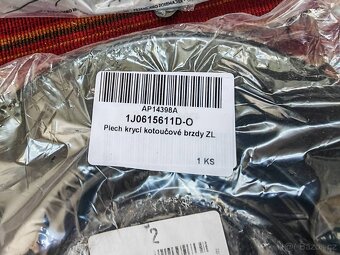 AP14398A
1J0615611D-O
Plech krycí kotoučové brzdy ZL
1 KS
2